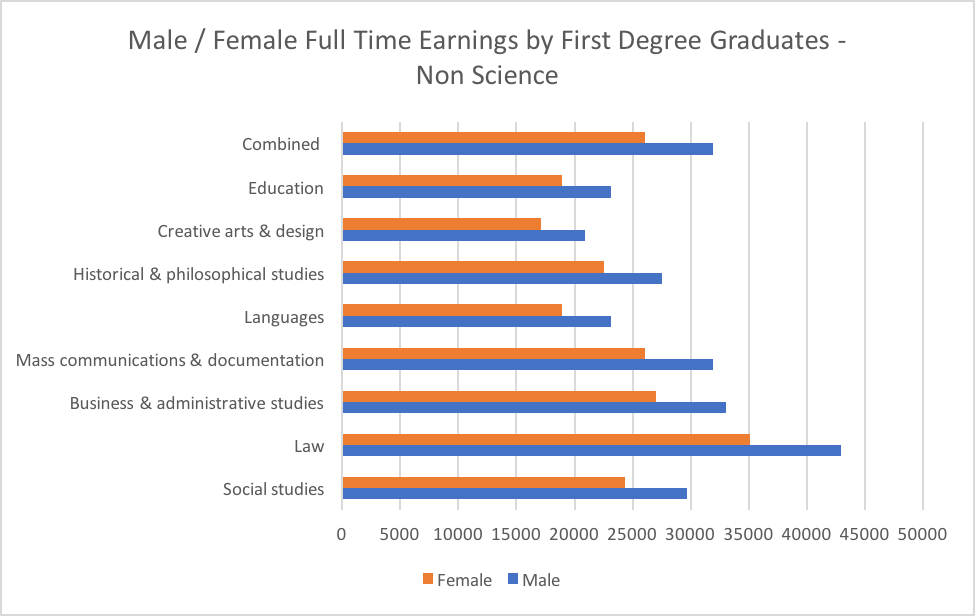 Male / Female Full Time Earnings by First Degree Graduates -
Non Science
Combined
Education
Creative arts & design
Historical & philosophical studies
Languages
Mass communications & documentation
Business & administrative studies
Law
Social studies
0 5000 10000 15000 20000 25000 30000 35000 40000 45000 50000
Female Male